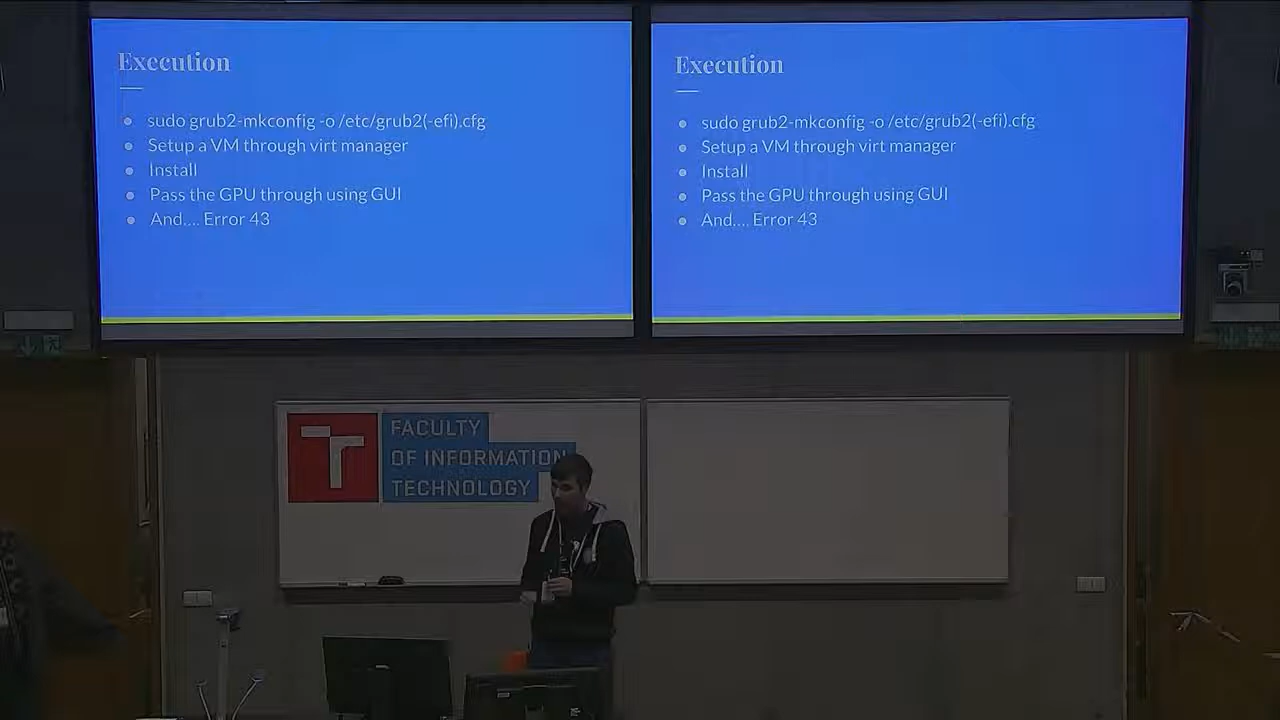 Execution
sudo grub2-mkconfig -o /etc/grub2(-efi).cfg
Setup a VM through virt manager
Install
Pass the GPU through using GUI
And.... Error 43
Execution
sudo grub2-mkconfig -o /etc/grub2(-efi).cfg
Setup a VM through virt manager
Install
Pass the GPU through using GUI
And.... Error 43
FACULTY
OF INFORMATION
TECHNOLOGY